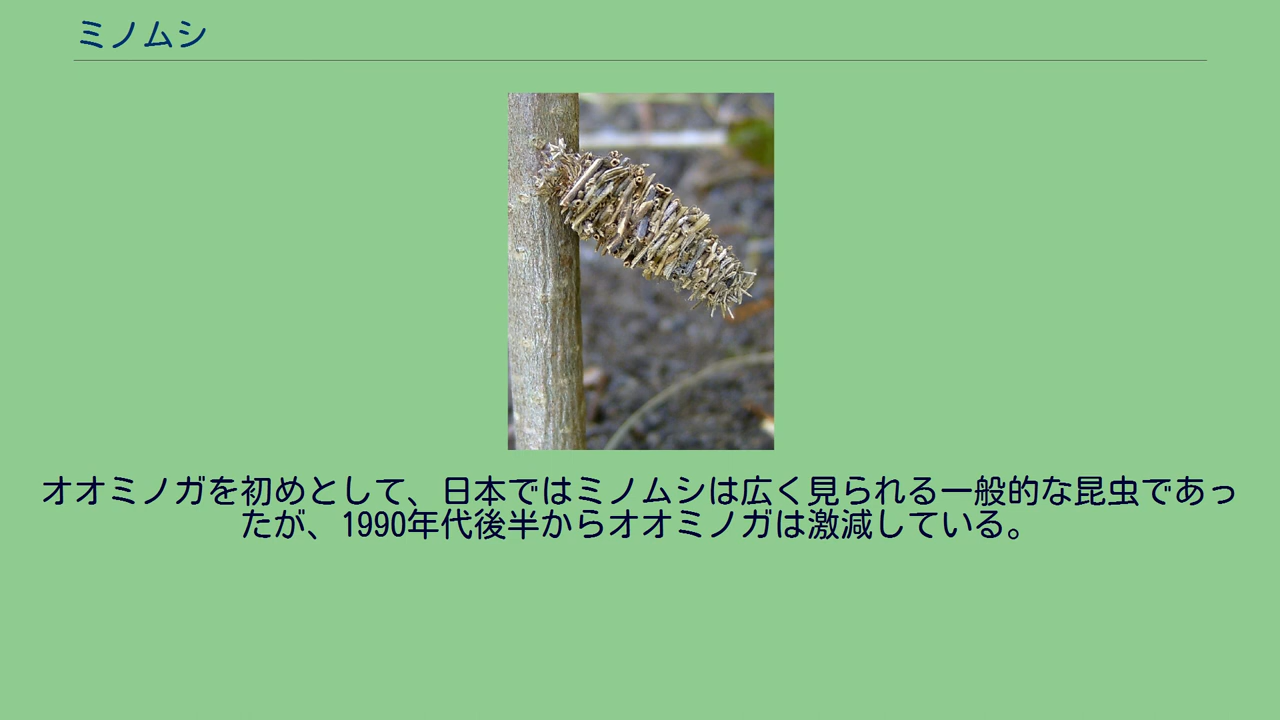 ミノムシ
オオミノガを初めとして、日本ではミノムシは広く見られる一般的な昆虫であっ
たが、1990年代後半からオオミノガは激減している。